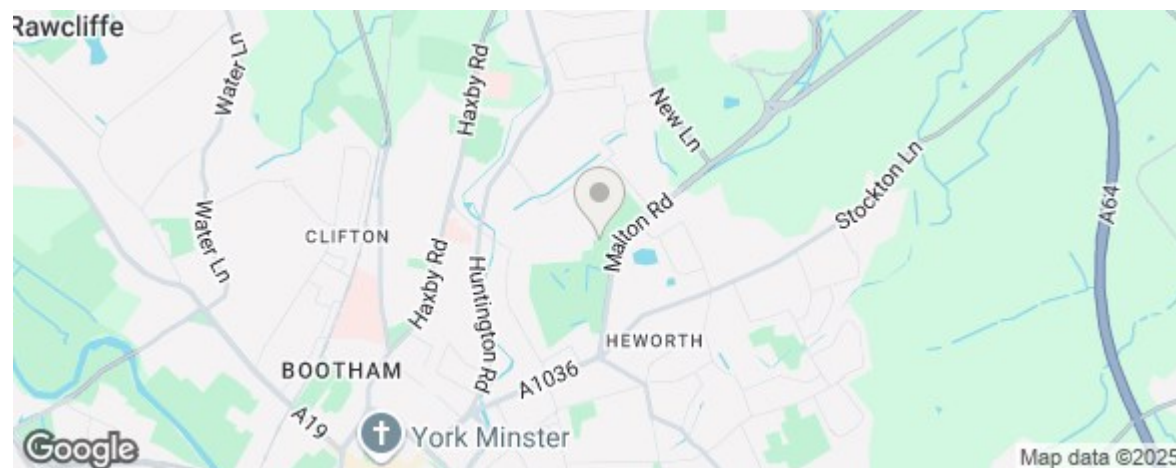 Rawcliffe
Water Ln
Haxby Rd
New Ln
Stockton Ln
A64
Malton Rd
Water Ln
CLIFTON
Haxby Rd
Huntington Rd
HEWORTH
BOOTHAM
A1036
A19
York Minster
Google
Map data ©2025